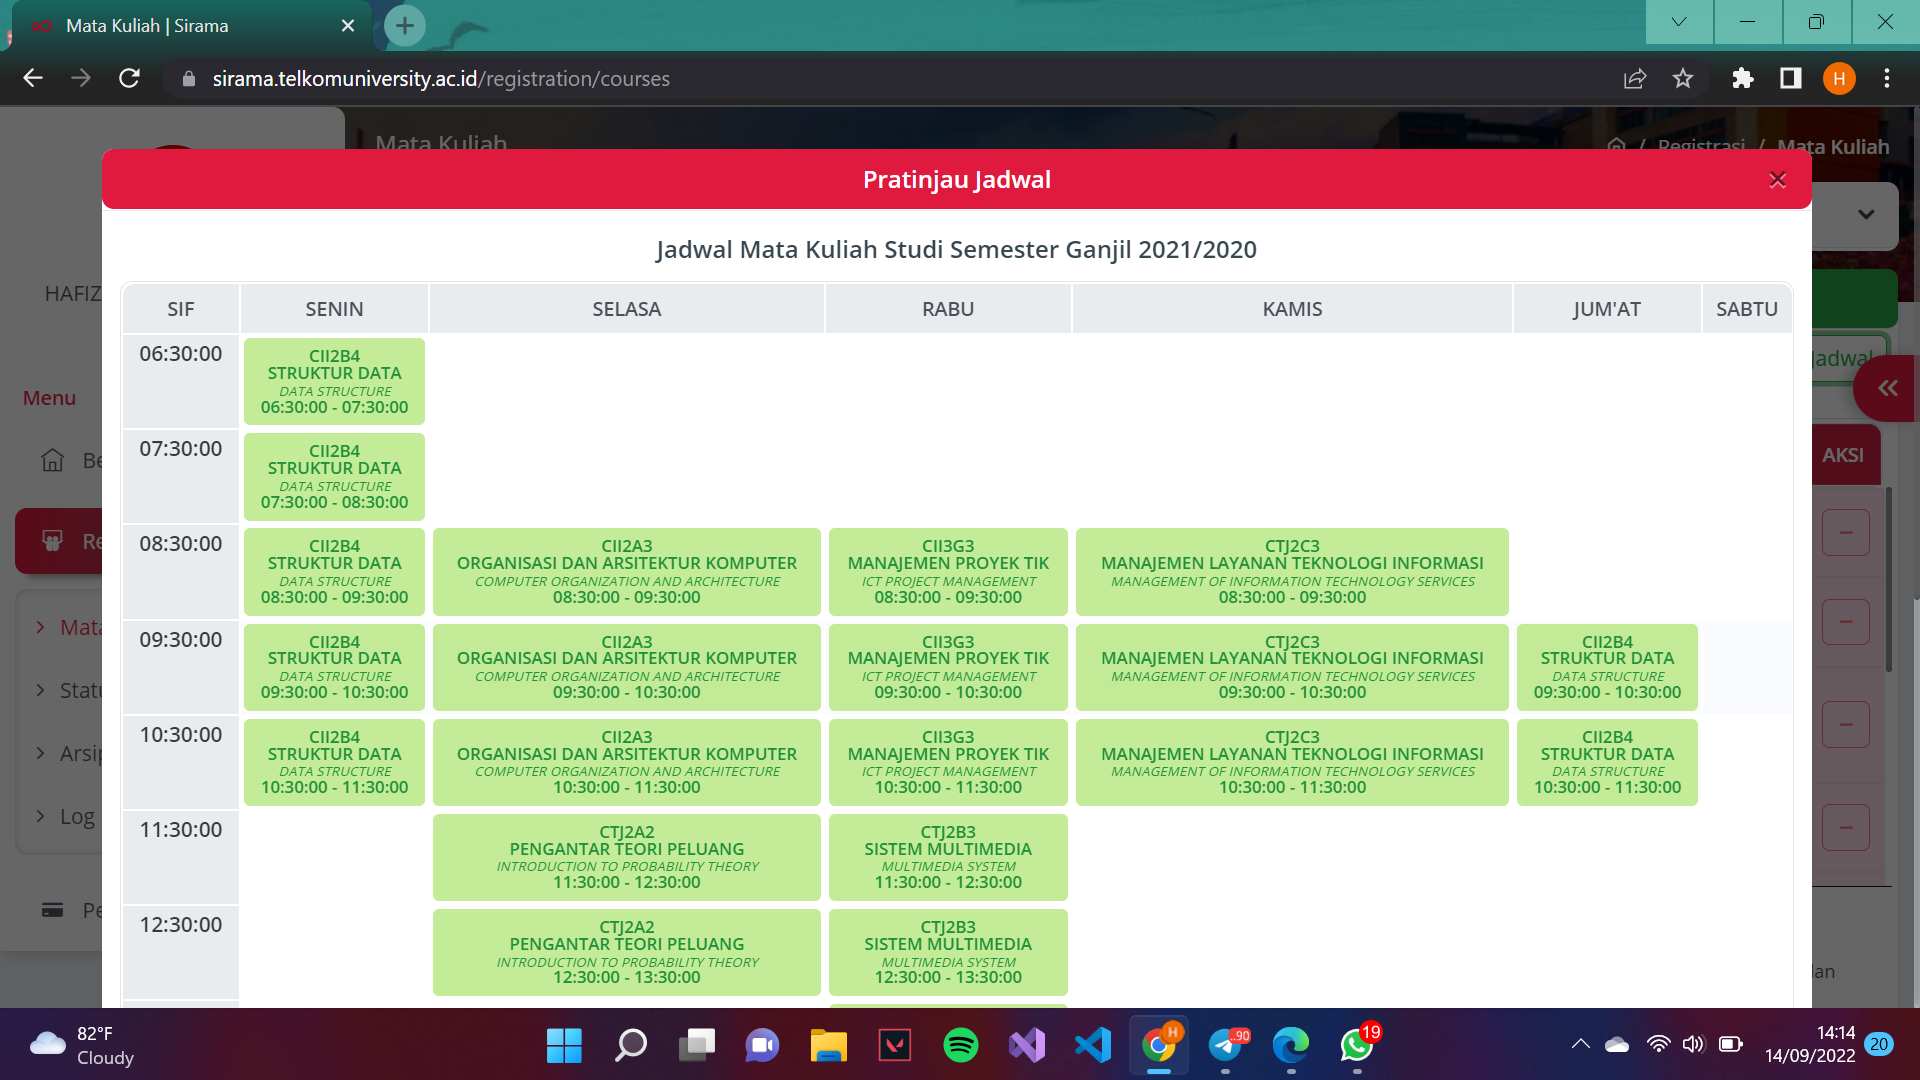 Mata Kuliah | Sirama
sirama.telkomuniversity.ac.id/registration/courses
H
Mata Kuliah
/ Registrasi / Mata Kuliah
Pratinjau Jadwal
Jadwal Mata Kuliah Studi Semester Ganjil 2021/2020
HAFIZ
Menu
Be
Re
Mata
Statu
Arsip
Log
Pe
Jadwal
AKSI
lan
SIF SENIN SELASA RABU KAMIS JUM'AT SABTU
06:30:00
CII2B4
STRUKTUR DATA
DATA STRUCTURE
06:30:00 - 07:30:00
07:30:00
CII2B4
STRUKTUR DATA
DATA STRUCTURE
07:30:00 - 08:30:00
08:30:00
CII2B4
STRUKTUR DATA
DATA STRUCTURE
08:30:00 - 09:30:00
CII2A3
ORGANISASI DAN ARSITEKTUR KOMPUTER
COMPUTER ORGANIZATION AND ARCHITECTURE
08:30:00 - 09:30:00
CII3G3
MANAJEMEN PROYEK TIK
ICT PROJECT MANAGEMENT
08:30:00 - 09:30:00
CTJ2C3
MANAJEMEN LAYANAN TEKNOLOGI INFORMASI
MANAGEMENT OF INFORMATION TECHNOLOGY SERVICES
08:30:00 - 09:30:00
09:30:00
CII2B4
STRUKTUR DATA
DATA STRUCTURE
09:30:00 - 10:30:00
CII2A3
ORGANISASI DAN ARSITEKTUR KOMPUTER
COMPUTER ORGANIZATION AND ARCHITECTURE
09:30:00 - 10:30:00
CII3G3
MANAJEMEN PROYEK TIK
ICT PROJECT MANAGEMENT
09:30:00 - 10:30:00
CTJ2C3
MANAJEMEN LAYANAN TEKNOLOGI INFORMASI
MANAGEMENT OF INFORMATION TECHNOLOGY SERVICES
09:30:00 - 10:30:00
CII2B4
STRUKTUR DATA
DATA STRUCTURE
09:30:00 - 10:30:00
10:30:00
CII2B4
STRUKTUR DATA
DATA STRUCTURE
10:30:00 - 11:30:00
CII2A3
ORGANISASI DAN ARSITEKTUR KOMPUTER
COMPUTER ORGANIZATION AND ARCHITECTURE
10:30:00 - 11:30:00
CII3G3
MANAJEMEN PROYEK TIK
ICT PROJECT MANAGEMENT
10:30:00 - 11:30:00
CTJ2C3
MANAJEMEN LAYANAN TEKNOLOGI INFORMASI
MANAGEMENT OF INFORMATION TECHNOLOGY SERVICES
10:30:00 - 11:30:00
CII2B4
STRUKTUR DATA
DATA STRUCTURE
10:30:00 - 11:30:00
11:30:00
CTJ2A2
PENGANTAR TEORI PELUANG
INTRODUCTION TO PROBABILITY THEORY
11:30:00 - 12:30:00
CTJ2B3
SISTEM MULTIMEDIA
MULTIMEDIA SYSTEM
11:30:00 - 12:30:00
12:30:00
CTJ2A2
PENGANTAR TEORI PELUANG
INTRODUCTION TO PROBABILITY THEORY
12:30:00 - 13:30:00
CTJ2B3
SISTEM MULTIMEDIA
MULTIMEDIA SYSTEM
12:30:00 - 13:30:00
82°F
Cloudy
H
..90
19
14:14
14/09/2022
20